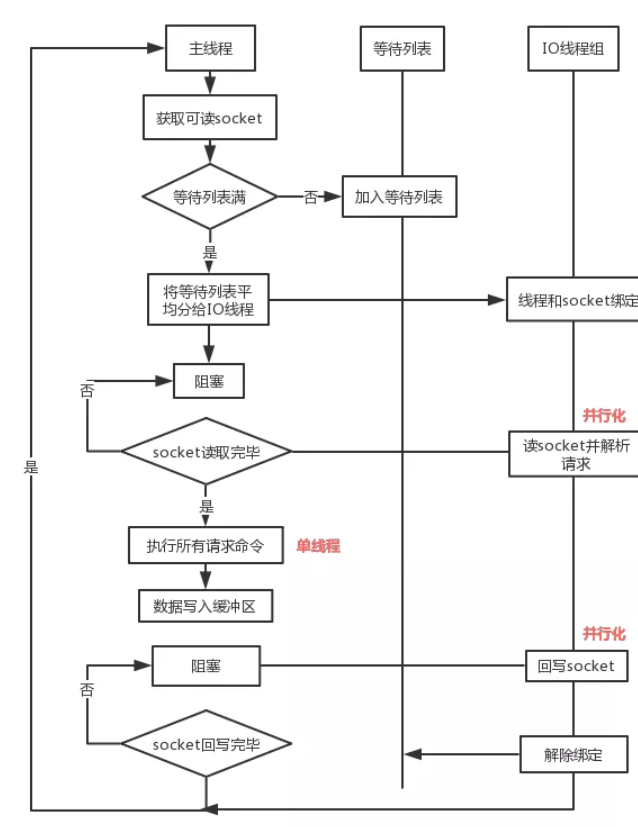 主线程
等待列表
IO线程组
获取可读socket
等待列表满
否
加入等待列表
是
将等待列表平
均分给IO线程
线程和socket绑定
阻塞
否
并行化
socket读取完毕
读socket并解析
请求
是
是
执行所有请求命令
单线程
数据写入缓冲区
并行化
阻塞
回写socket
否
socket回写完毕
解除绑定